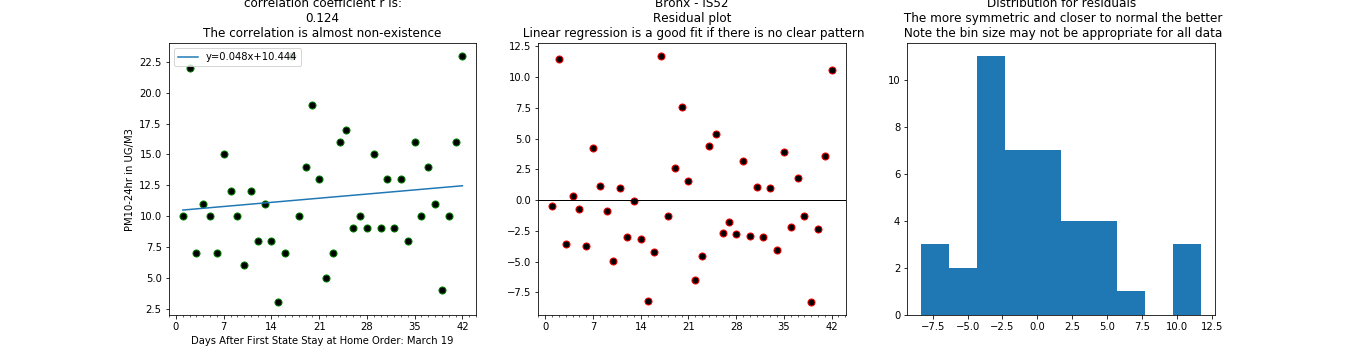 correlation coefficient r is:
0.124
The correlation is almost non-existence
y=0.048x+10.444
PM10-24hr in UG/M3
22.5
20.0
17.5
15.0
12.5
10.0
7.5
5.0
2.5
0 7 14 21 28 35 42
Days After First State Stay at Home Order: March 19
Bronx - IS52
Residual plot
Linear regression is a good fit if there is no clear pattern
12.5
10.0
7.5
5.0
2.5
0.0
−2.5
−5.0
−7.5
0 7 14 21 28 35 42
Distribution for residuals
The more symmetric and closer to normal the better
Note the bin size may not be appropriate for all data
10
8
6
4
2
0
−7.5 −5.0 −2.5 0.0 2.5 5.0 7.5 10.0 12.5